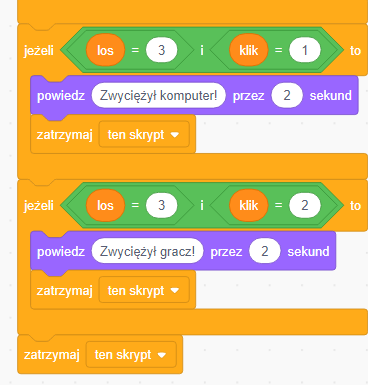 jeżeli los = 3 i klik = 1 to
powiedz Zwyciężył komputer! przez 2 sekund
zatrzymaj ten skrypt
jeżeli los = 3 i klik = 2 to
powiedz Zwyciężył gracz! przez 2 sekund
zatrzymaj ten skrypt
zatrzymaj ten skrypt